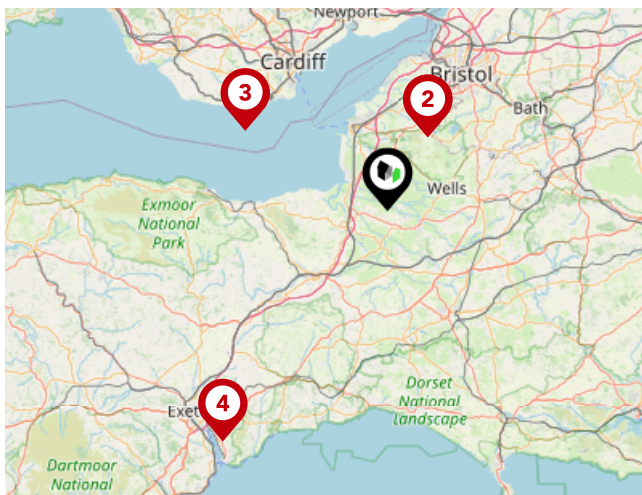 Newport
Cardiff
3
Bristol
2
Bath
Wells
Exmoor
National
Park
4
Exet
Dorset
National
Landscape
Dartmoor
National